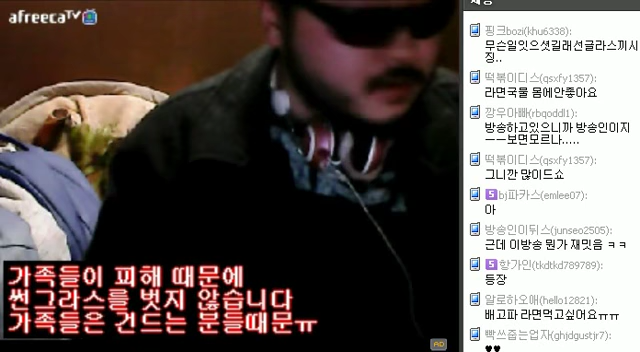 afreecaTV
가족들이 피해 때문에
썬그라스를 벗지 않습니다
가족들은 건드는 분들때문ㅠ
AD
핑크bozi(khu6338):
무슨일잇으셧길래선글라스끼시
징..
떡볶이디스(qsxfy1357):
라면국물 몸에안좋아요
깡우아빠(rbqoddl1):
방송하고있으니까 방송인이지
ㅡㅡ보면모르나.....
떡볶이디스(qsxfy1357):
그니깐 많이드쇼
S bj파카스(emlee07):
아
방송인이뒤스(junseo2505):
근데 이방송 뭔가 재밋음 ㅋㅋ
S 향가인(tkdtkd789789):
등장
알로하오애(hello12821):
배고파 라면먹고싶어요ㅠㅠ
빡쓰줍는업자(ghjdgustjr7):
♥♥